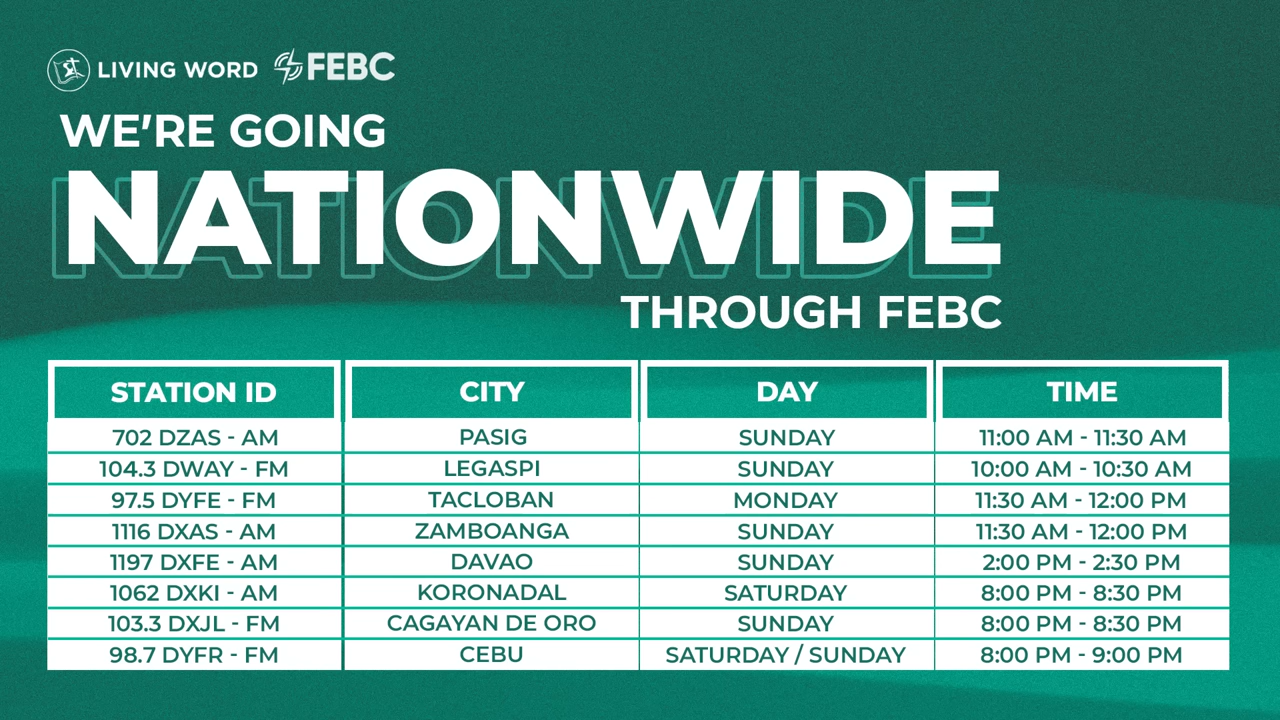 LIVING WORD FEBC
WE'RE GOING
NATIONWIDE
THROUGH FEBC
STATION ID CITY DAY TIME
702 DZAS - AM PASIG SUNDAY 11:00 AM - 11:30 AM
104.3 DWAY - FM LEGASPI SUNDAY 10:00 AM - 10:30 AM
97.5 DYFE - FM TACLOBAN MONDAY 11:30 AM - 12:00 PM
1116 DXAS - AM ZAMBOANGA SUNDAY 11:30 AM - 12:00 PM
1197 DXFE - AM DAVAO SUNDAY 2:00 PM - 2:30 PM
1062 DXKI - AM KORONADAL SATURDAY 8:00 PM - 8:30 PM
103.3 DXJL - FM CAGAYAN DE ORO SUNDAY 8:00 PM - 8:30 PM
98.7 DYFR - FM CEBU SATURDAY / SUNDAY 8:00 PM - 9:00 PM